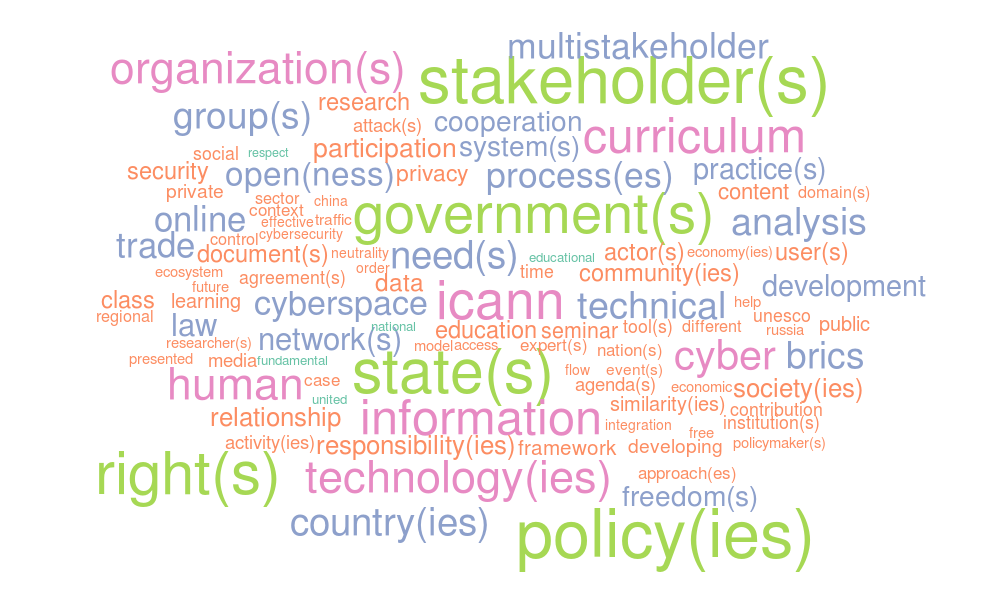 multistakeholder
organization(s)
stakeholder(s)
research
group(s)
attack(s)
cooperation
curriculum
social
respect
participation
system(s)
security
open(ness)
privacy
process(es)
practice(s)
private
sector
china
content
domain(s)
online
context
effective
traffic
government(s)
analysis
trade
control
cybersecurity
document(s)
neutrality
need(s)
educational
actor(s)
economy(ies)
user(s)
ecosystem
order
agreement(s)
data
time
community(ies)
future
development
class
learning
cyberspace
icann
technical
help
regional
law
national
unesco
network(s)
education
seminar
tool(s)
different
russia
public
researcher(s)
model
access
expert(s)
nation(s)
presented
media
fundamental
state(s)
cyber
brics
flow
event(s)
human
case
agenda(s)
economic
society(ies)
united
similarity(ies)
contribution
relationship
information
integration
institution(s)
free
activity(ies)
responsibility(ies)
framework
developing
policymaker(s)
right(s)
technology(ies)
approach(es)
freedom(s)
country(ies)
policy(ies)